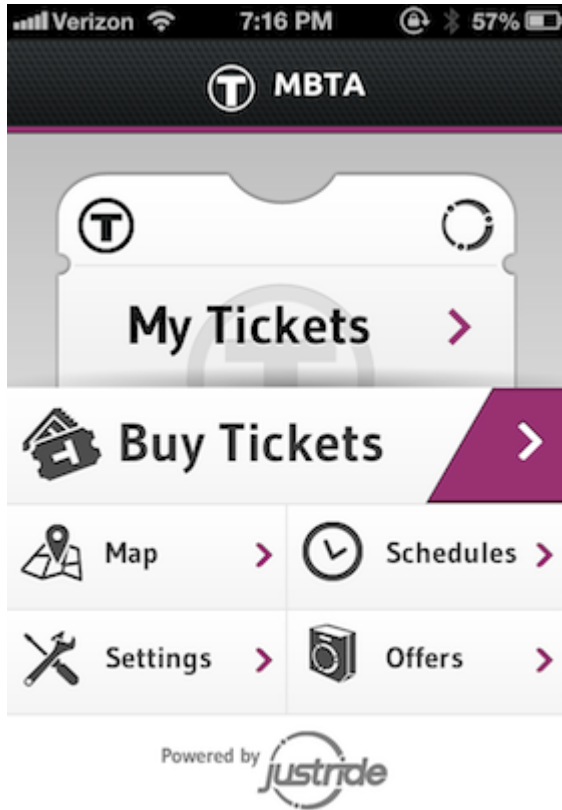 Verizon 7:16 PM 57%
T MBTA
T
My Tickets
Buy Tickets
Map
Schedules
Settings
Offers
Powered by justride